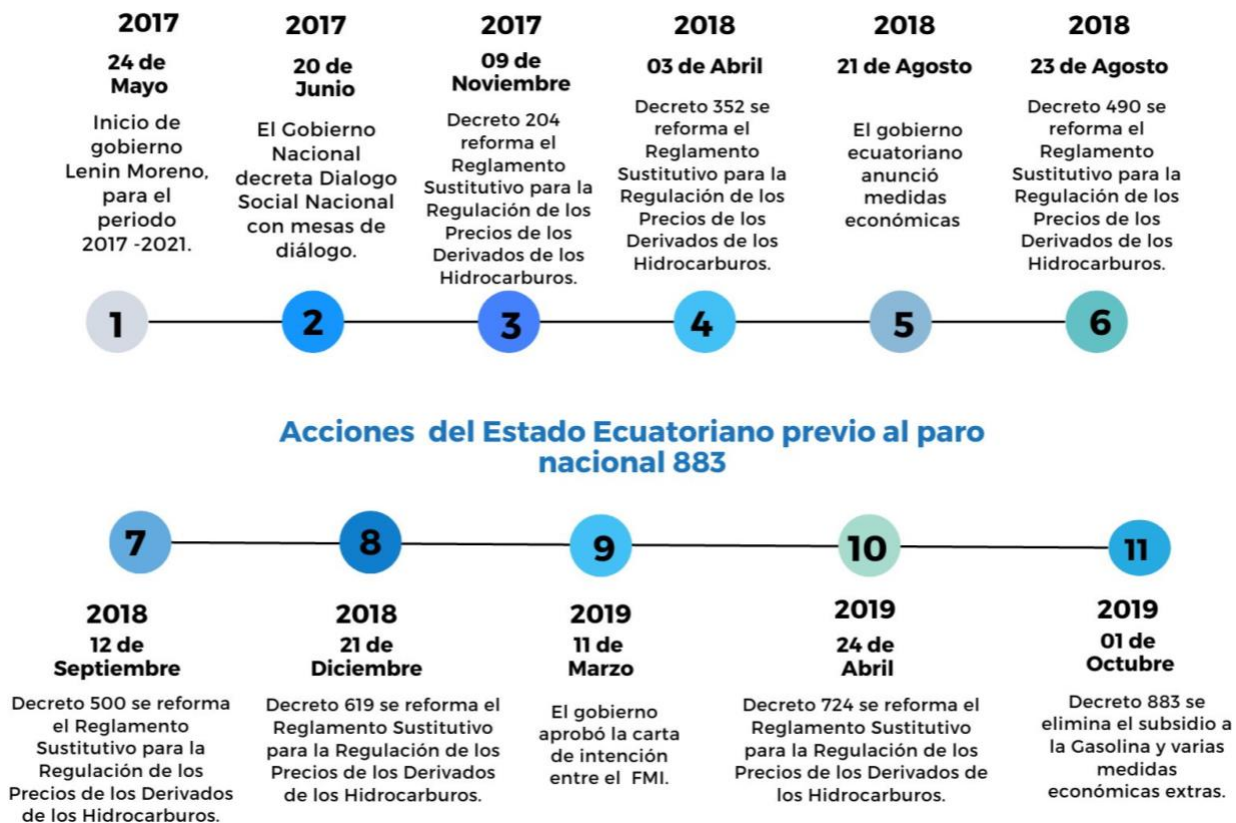 2017
24 de
Mayo
Inicio de
gobierno
Lenin Moreno,
para el
periodo
2017 -2021.
1
2017
20 de
Junio
El Gobierno
Nacional
decreta Dialogo
Social Nacional
con mesas de
diálogo.
2
2017
09 de
Noviembre
Decreto 204
reforma el
Reglamento
Sustitutivo para la
Regulación de los
Precios de los
Derivados de los
Hidrocarburos.
3
2018
03 de Abril
Decreto 352 se
reforma el
Reglamento
Sustitutivo para la
Regulación de los
Precios de los
Derivados de los
Hidrocarburos.
4
2018
21 de Agosto
El gobierno
ecuatoriano
anunció
medidas
económicas
5
2018
23 de Agosto
Decreto 490 se
reforma el
Reglamento
Sustitutivo para la
Regulación de los
Precios de los
Derivados de los
Hidrocarburos.
6
Acciones del Estado Ecuatoriano previo al paro
nacional 883
7
2018
12 de
Septiembre
Decreto 500 se reforma
el Reglamento
Sustitutivo para la
Regulación de los
Precios de los Derivados
de los Hidrocarburos.
8
2018
21 de
Diciembre
Decreto 619 se reforma el
Reglamento Sustitutivo
para la Regulación de los
Precios de los Derivados
de los Hidrocarburos.
9
2019
11 de
Marzo
El gobierno
aprobó la carta
de intención
entre el FMI.
10
2019
24 de
Abril
Decreto 724 se reforma el
Reglamento Sustitutivo
para la Regulación de los
Precios de los Derivados de
los Hidrocarburos.
11
2019
01 de
Octubre
Decreto 883 se
elimina el subsidio a
la Gasolina y varias
medidas
económicas extras.